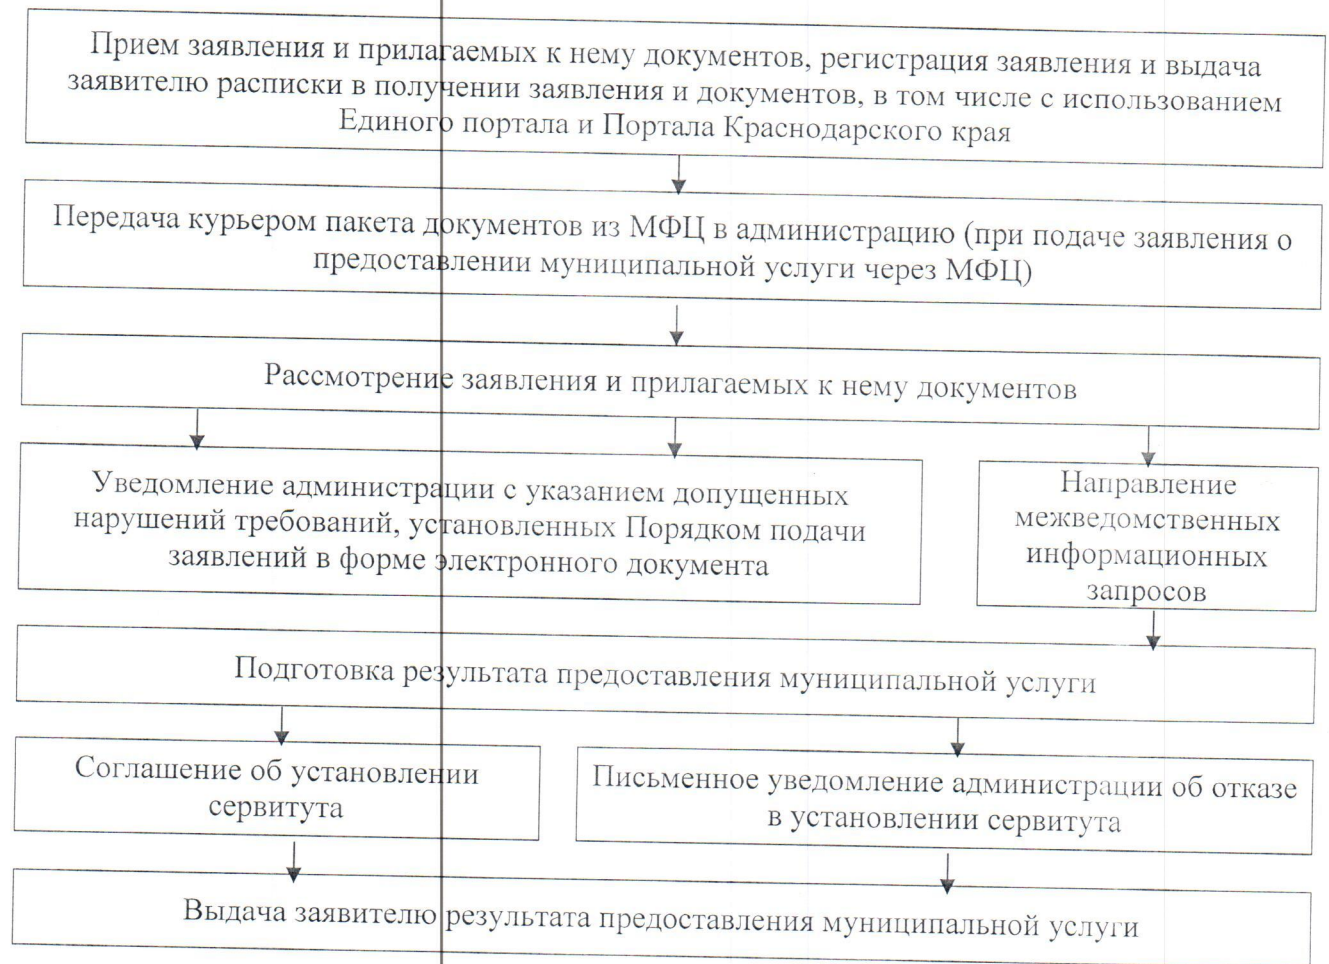 Прием заявления и прилагаемых к нему документов, регистрация заявления и выдача
заявителю расписки в получении заявления и документов, в том числе с использованием
Единого портала и Портала Краснодарского края
Передача курьером пакета документов из МФЦ в администрацию (при подаче заявления о
предоставлении муниципальной услуги через МФЦ)
Рассмотрение заявления и прилагаемых к нему документов
Уведомление администрации с указанием допущенных
нарушений требований, установленных Порядком подачи
заявлений в форме электронного документа
Направление
межведомственных
информационных
запросов
Подготовка результата предоставления муниципальной услуги
Соглашение об установлении
сервитута
Письменное уведомление администрации об отказе
в установлении сервитута
Выдача заявителю результата предоставления муниципальной услуги